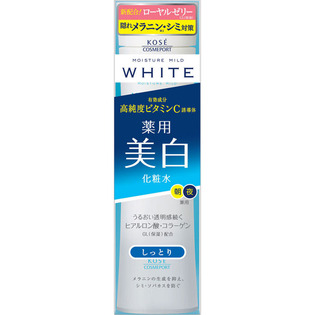 新配合! ローヤルゼリー
隠れメラニン・シミ対策
KOSÉ
COSMEPORT
MOISTURE MILD
WHITE
有効成分
高純度ビタミンC誘導体
薬用
美白
化粧水
朝 夜
兼用
うるおい透明感続く
ヒアルロン酸・コラーゲン
GL(保湿)配合
しっとり
KOSÉ
COSMEPORT
メラニンの生成を抑え、
シミ・ソバカスを防ぐ